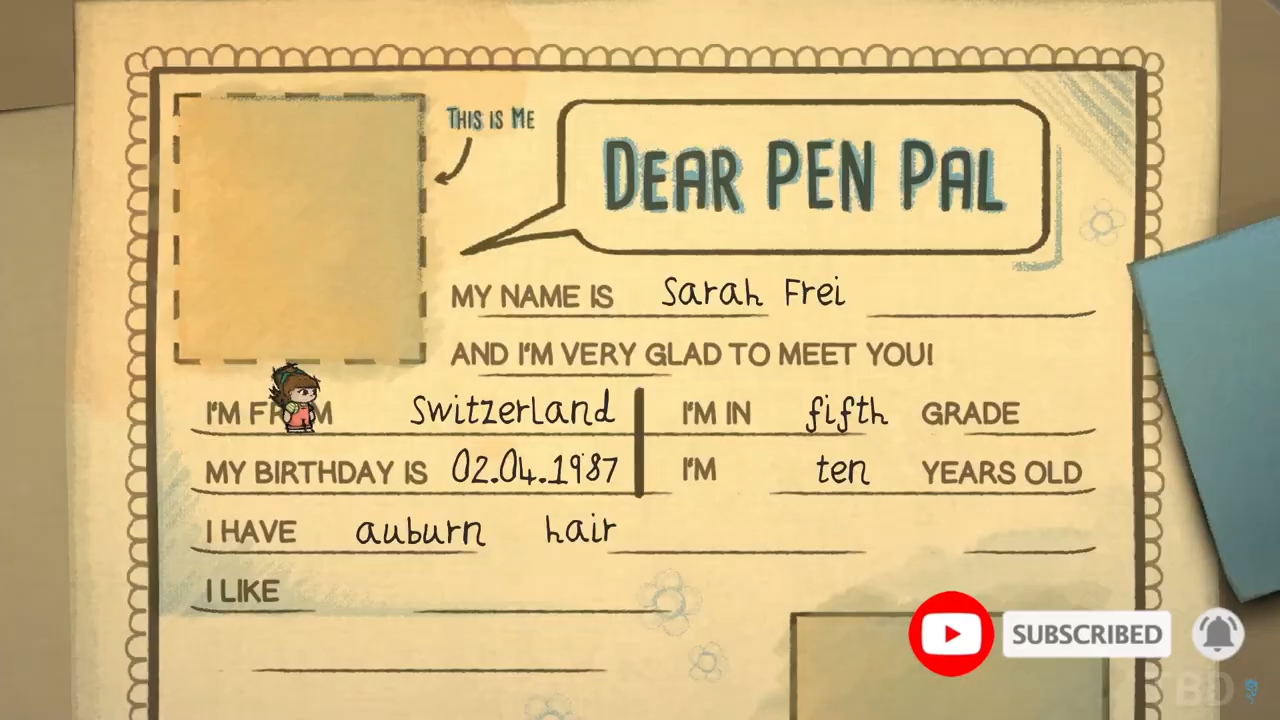 THIS IS ME
DEAR PEN PAL
MY NAME IS Sarah Frei
AND I'M VERY GLAD TO MEET YOU!
Switzerland I'M IN fifth GRADE
MY BIRTHDAY IS 02.04.1987 I'M ten YEARS OLD
I HAVE auburn hair
I LIKE
SUBSCRIBED